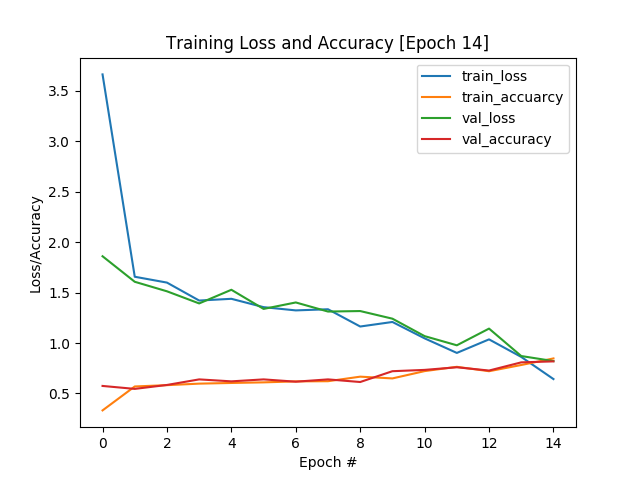 Training Loss and Accuracy [Epoch 14]
train_loss
train_accuarcy
val_loss
val_accuracy
Loss/Accuracy
3.5
3.0
2.5
2.0
1.5
1.0
0.5
0 2 4 6 8 10 12 14
Epoch #